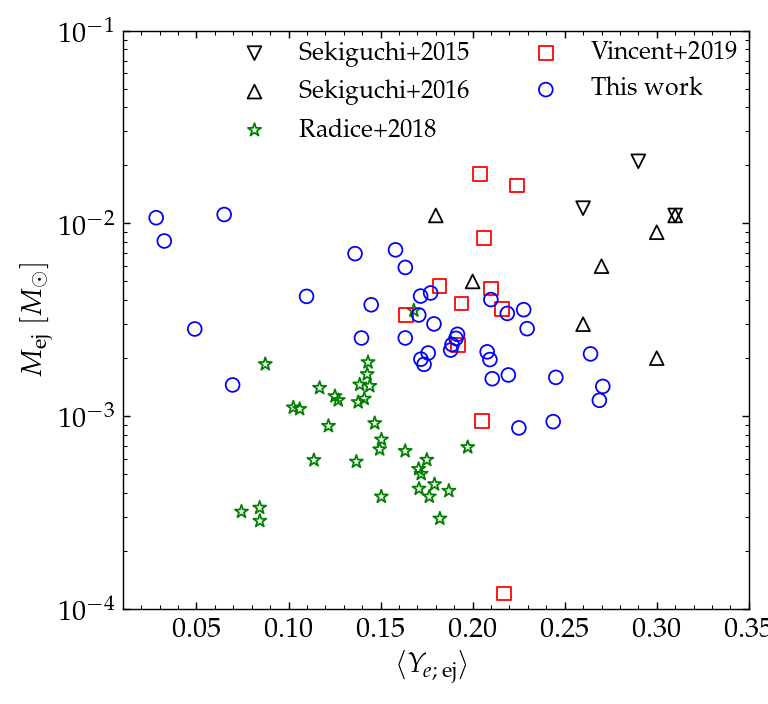 Sekiguchi+2015
Sekiguchi+2016
Radice+2018
Vincent+2019
This work
10⁻¹
10⁻²
10⁻³
10⁻⁴
M_ej [M_⊙]
0.05 0.10 0.15 0.20 0.25 0.30 0.35
⟨Y_e; ej⟩